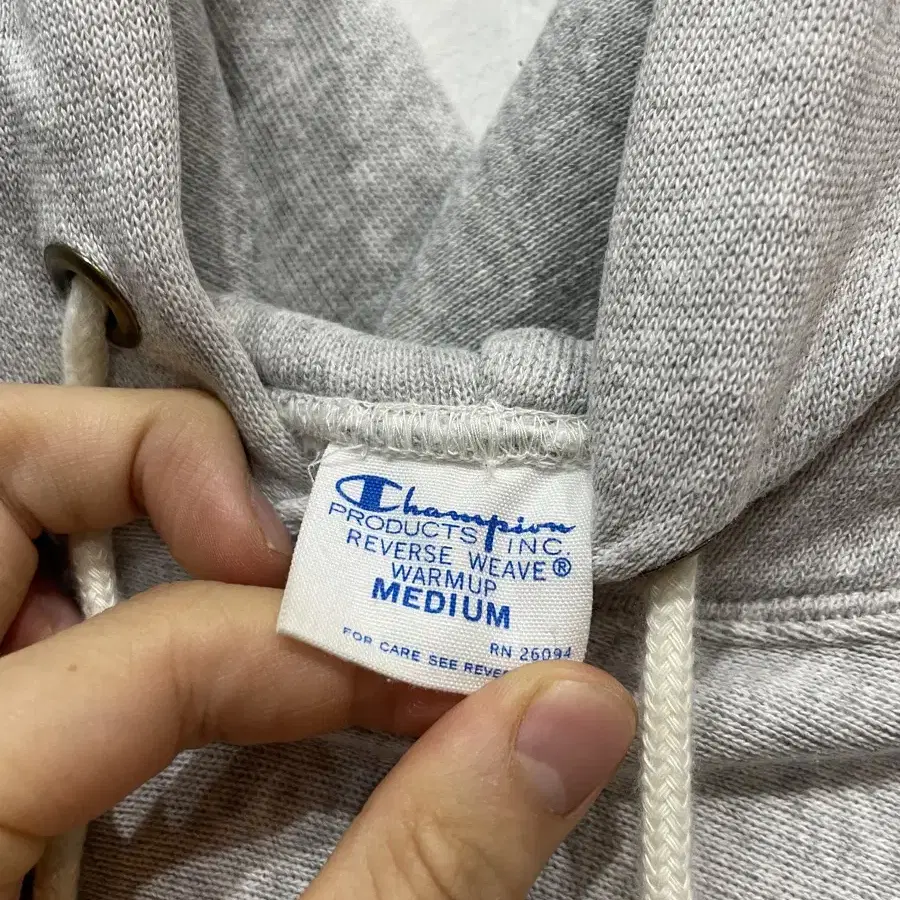 Champion
PRODUCTS, INC.
REVERSE WEAVE®
WARMUP
MEDIUM
RN 26094
FOR CARE SEE